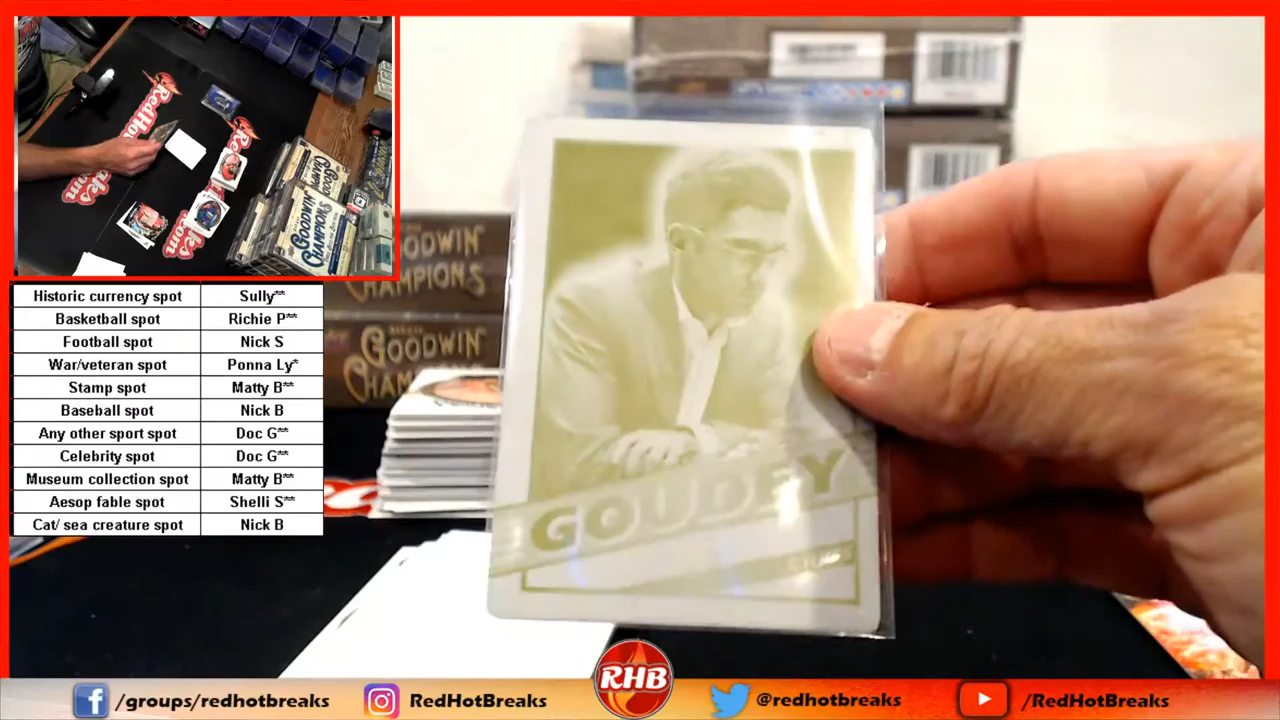 Historic currency spot Sully**
Basketball spot Richie P**
Football spot Nick S
War/veteran spot Ponna Ly*
Stamp spot Matty B**
Baseball spot Nick B
Any other sport spot Doc G**
Celebrity spot Doc G**
Museum collection spot Matty B**
Aesop fable spot Shelli S**
Cat/ sea creature spot Nick B
GOODWIN
CHAMPIONS
GOODWIN
CHAMPIONS
GOODWIN
CHAMPIONS
GOUDEY
RHB
/groups/redhotbreaks
RedHotBreaks
@redhotbreaks
/RedHotBreaks